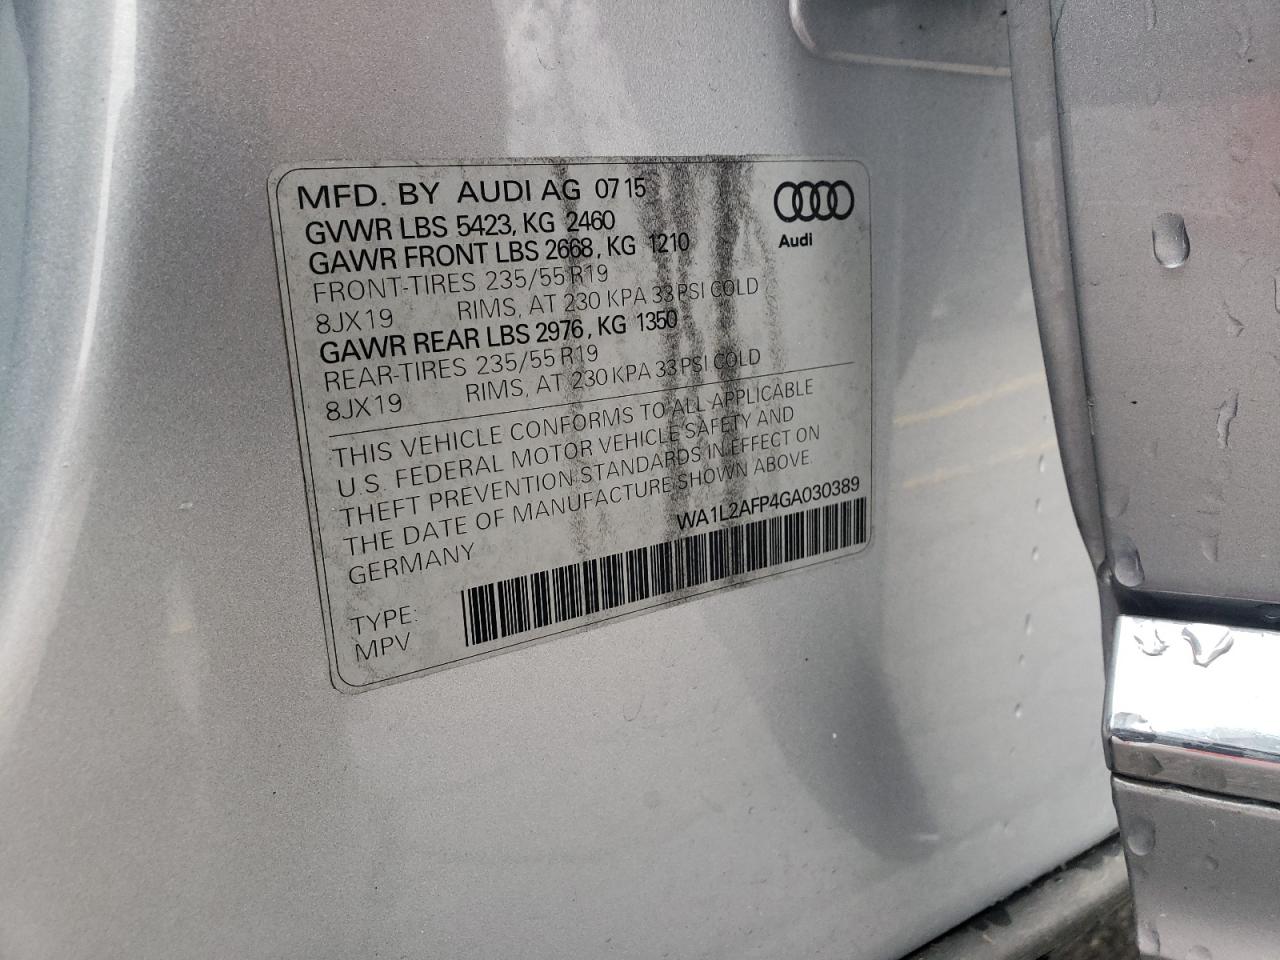 MFD. BY AUDI AG 07 15
GVWR LBS 5423, KG 2460
GAWR FRONT LBS 2668, KG 1210
FRONT-TIRES 235/55 R19
8JX19 RIMS, AT 230 KPA 33 PSI COLD
GAWR REAR LBS 2976, KG 1350
REAR-TIRES 235/55 R19
8JX19 RIMS, AT 230 KPA 33 PSI COLD
Audi
THIS VEHICLE CONFORMS TO ALL APPLICABLE
U.S. FEDERAL MOTOR VEHICLE SAFETY AND
THEFT PREVENTION STANDARDS IN EFFECT ON
THE DATE OF MANUFACTURE SHOWN ABOVE.
GERMANY
WA1L2AFP4GA030389
TYPE:
MPV